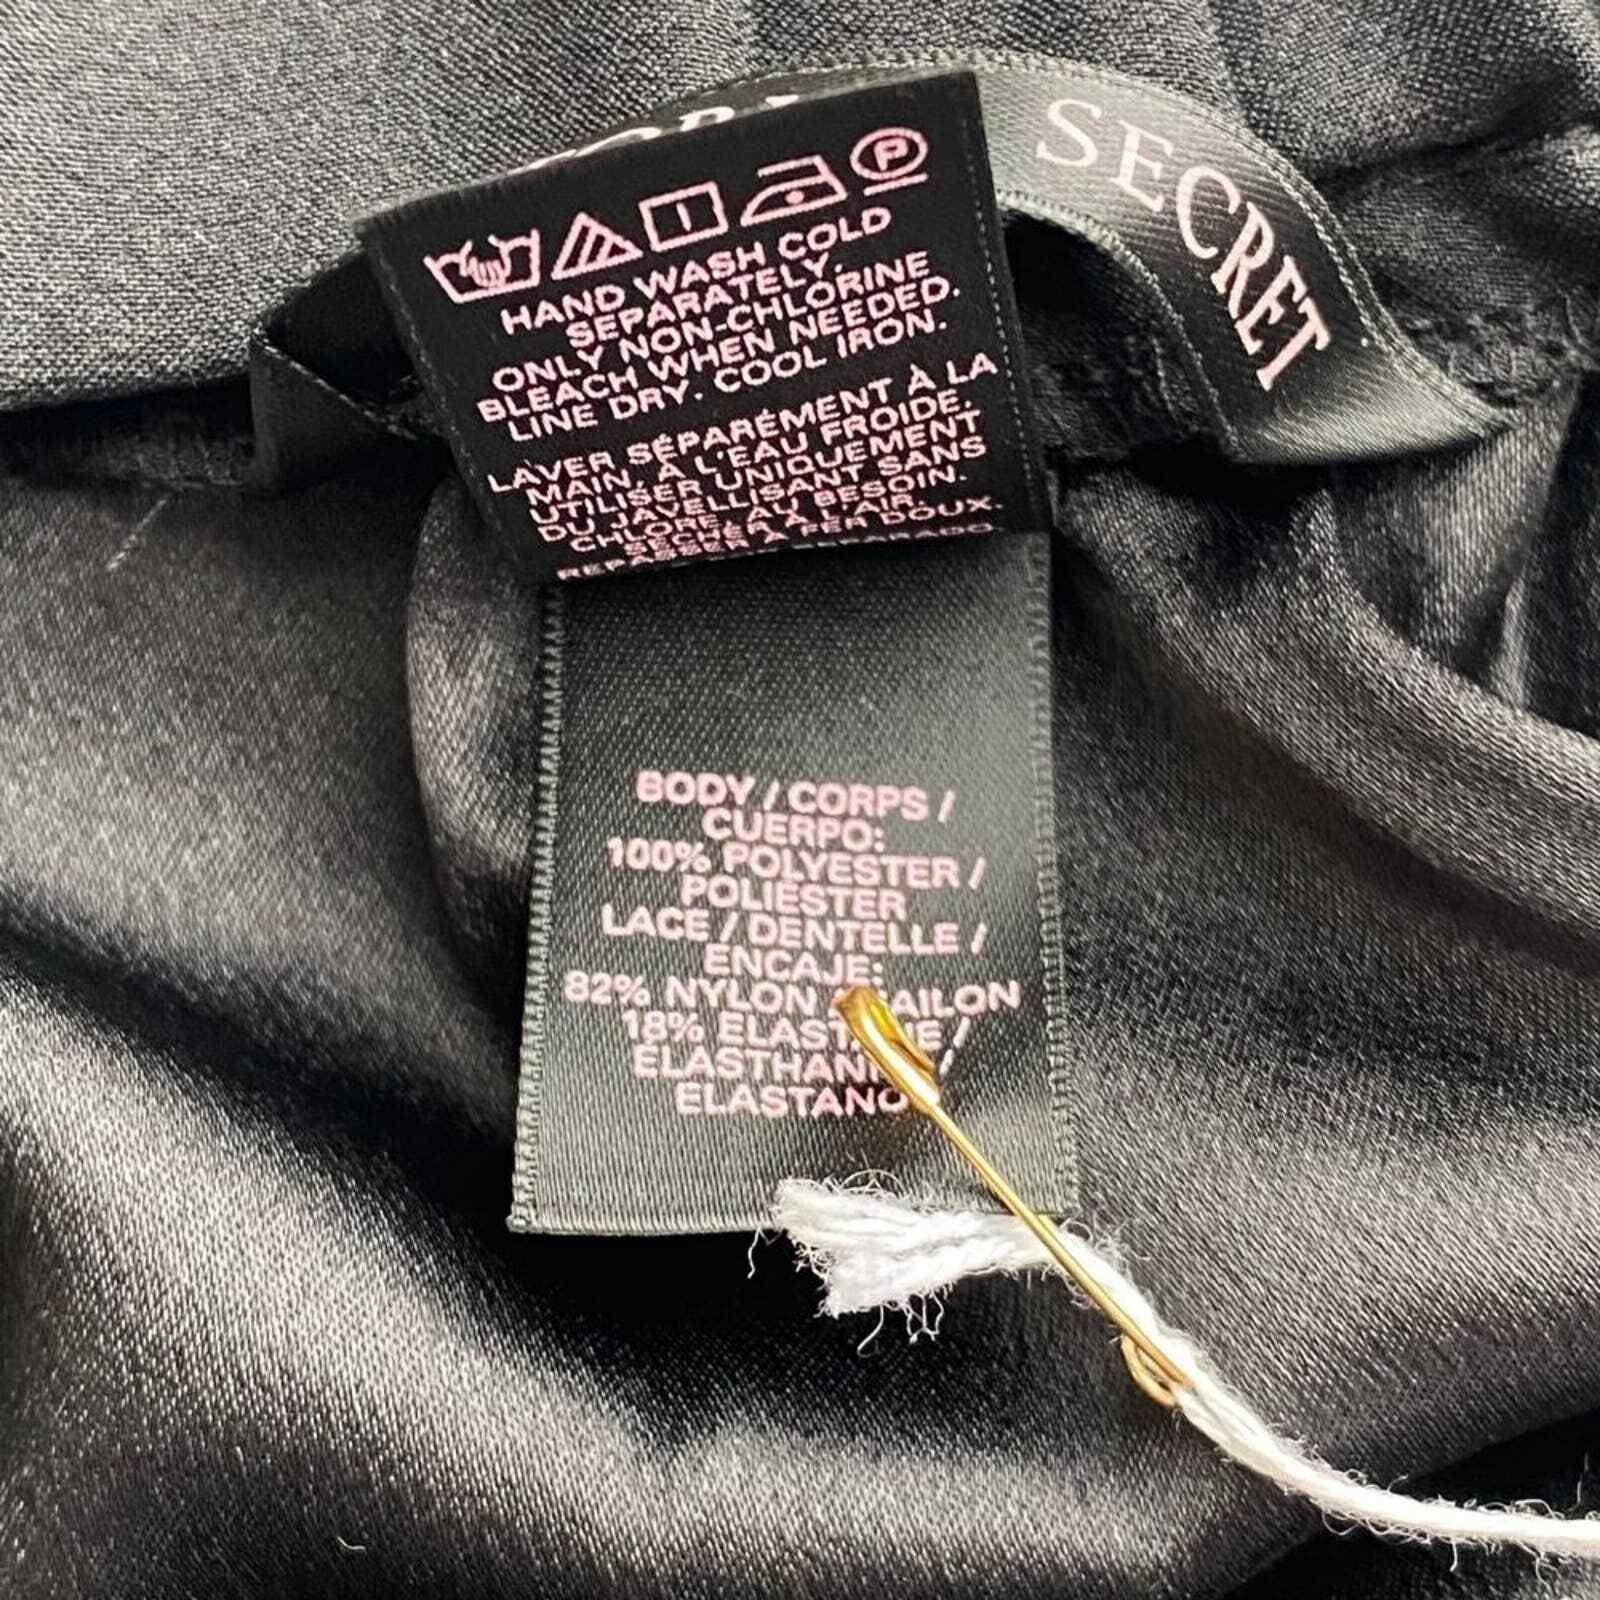 SECRET
P
HAND WASH COLD
SEPARATELY.
ONLY NON-CHLORINE
BLEACH WHEN NEEDED.
LINE DRY. COOL IRON.
LAVER SÉPARÉMENT À LA
MAIN, À L'EAU FROIDE.
UTILISER UNIQUEMENT
DU JAVELLISANT SANS
CHLORE, AU BESOIN.
SÉCHER À L'AIR.
REPASSER À FER DOUX.
BODY / CORPS /
CUERPO:
100% POLYESTER /
POLIÉSTER
LACE / DENTELLE /
ENCAJE:
82% NYLON
18%
ELASTANO